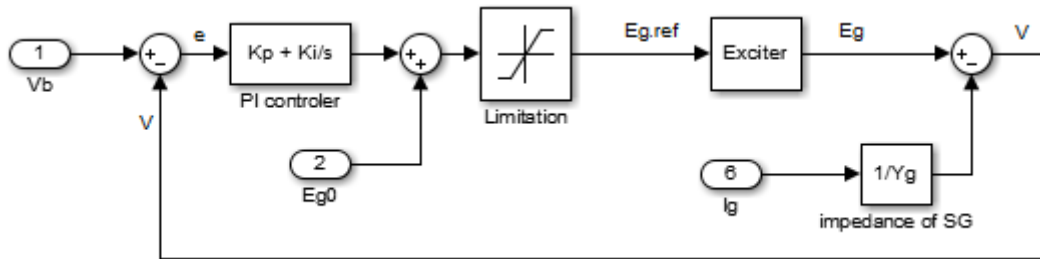 e
Eg.ref
Eg
V
1
Vb
Kp + Ki/s
PI controler
Limitation
Exciter
V
2
Eg0
6
Ig
1/Yg
impedance of SG